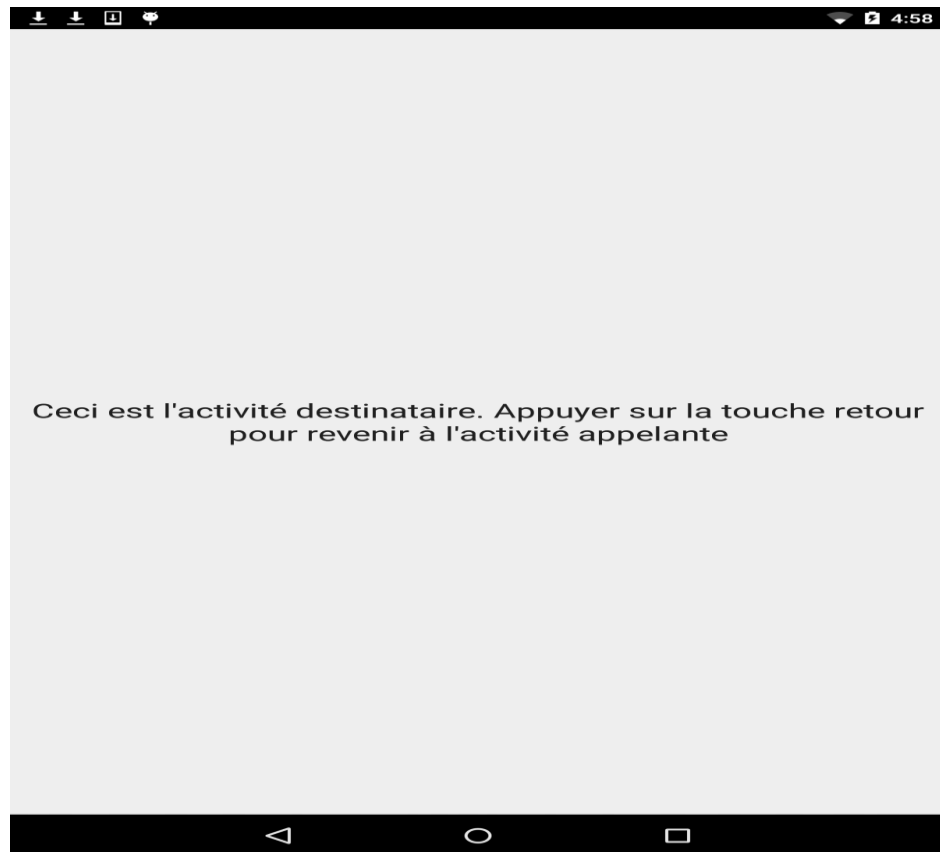 4:58
Ceci est l'activité destinataire. Appuyer sur la touche retour
pour revenir à l'activité appelante